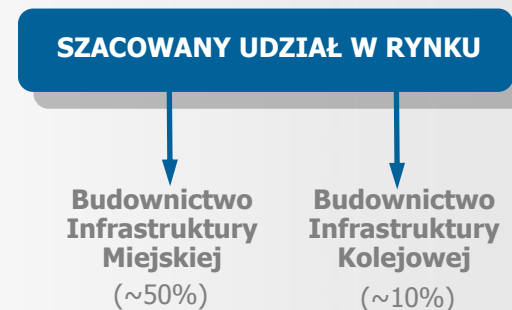 SZACOWANY UDZIAŁ W RYNKU
Budownictwo
Infrastruktury
Miejskiej
(~50%)
Budownictwo
Infrastruktury
Kolejowej
(~10%)